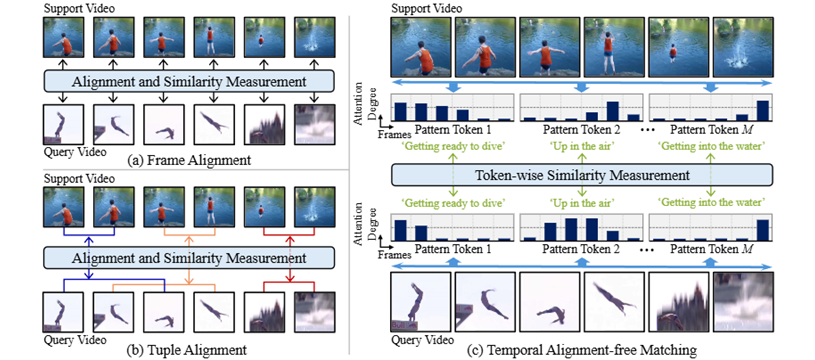 Support Video
Alignment and Similarity Measurement
Query Video
(a) Frame Alignment
Support Video
Alignment and Similarity Measurement
Query Video
(b) Tuple Alignment
Support Video
Attention
Degree
Frames
Pattern Token 1
Pattern Token 2
•••
Pattern Token M
'Getting ready to dive'
'Up in the air'
'Getting into the water'
Token-wise Similarity Measurement
'Getting ready to dive'
'Up in the air'
'Getting into the water'
Attention
Degree
Frames
Pattern Token 1
Pattern Token 2
•••
Pattern Token M
Query Video
(c) Temporal Alignment-free Matching